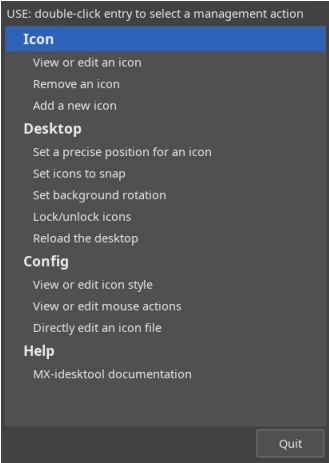 USE: double-click entry to select a management action
Icon
View or edit an icon
Remove an icon
Add a new icon
Desktop
Set a precise position for an icon
Set icons to snap
Set background rotation
Lock/unlock icons
Reload the desktop
Config
View or edit icon style
View or edit mouse actions
Directly edit an icon file
Help
MX-idesktool documentation
Quit